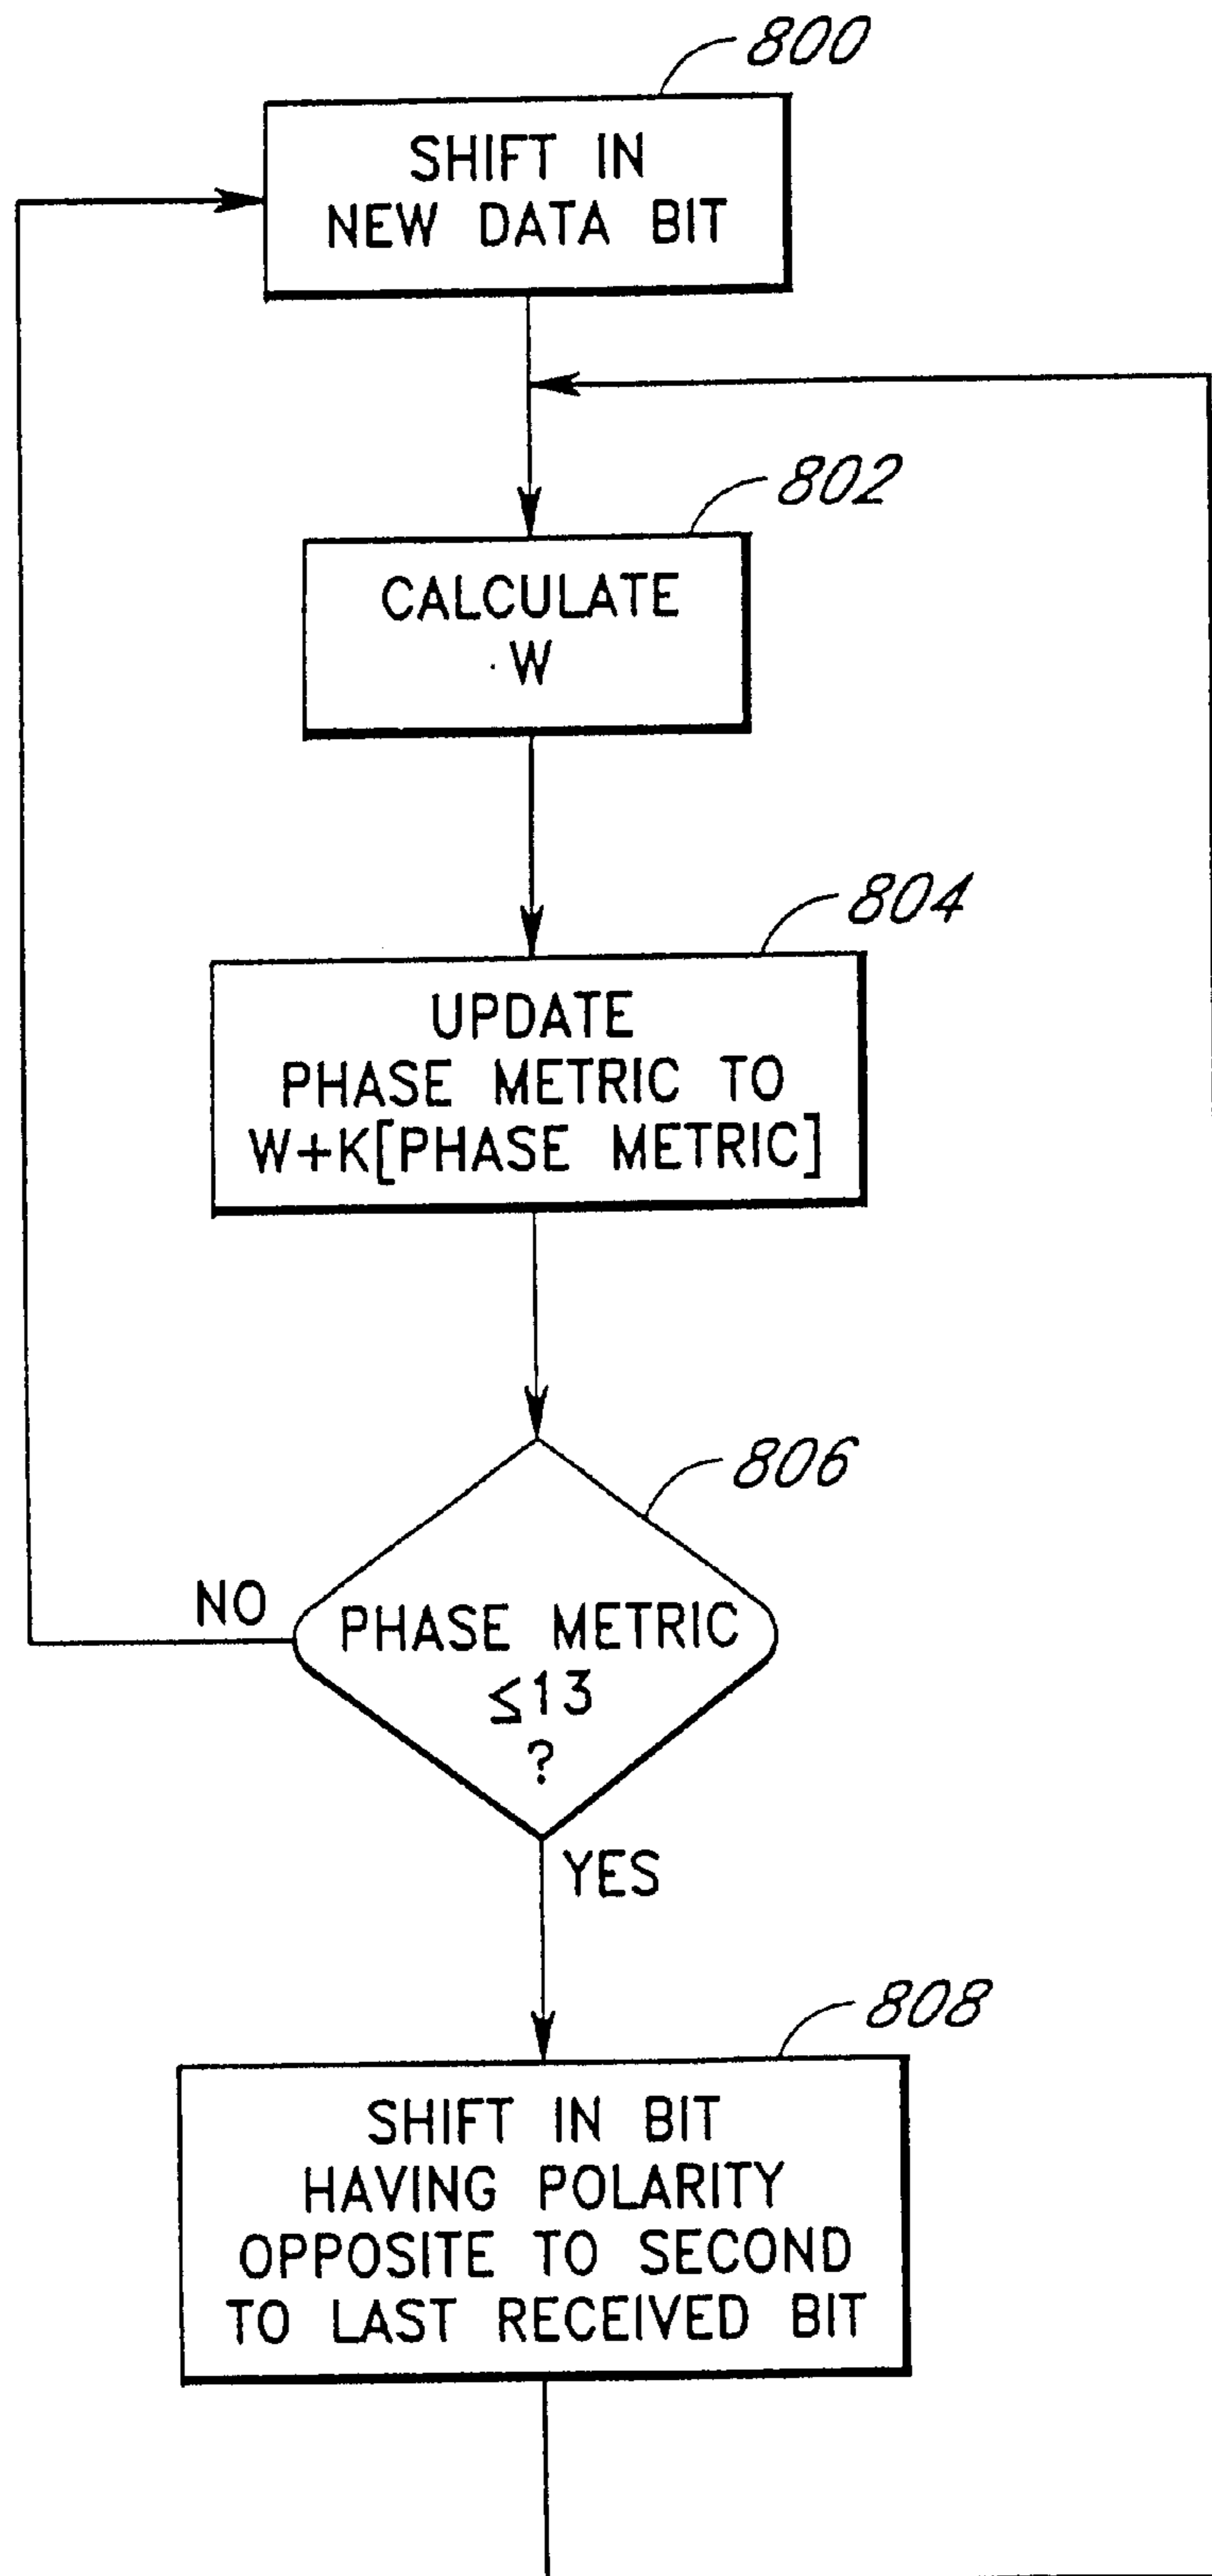 800
SHIFT IN
NEW DATA BIT
802
CALCULATE
W
804
UPDATE
PHASE METRIC TO
W+K[PHASE METRIC]
806
NO
PHASE METRIC
≤13
?
YES
808
SHIFT IN BIT
HAVING POLARITY
OPPOSITE TO SECOND
TO LAST RECEIVED BIT